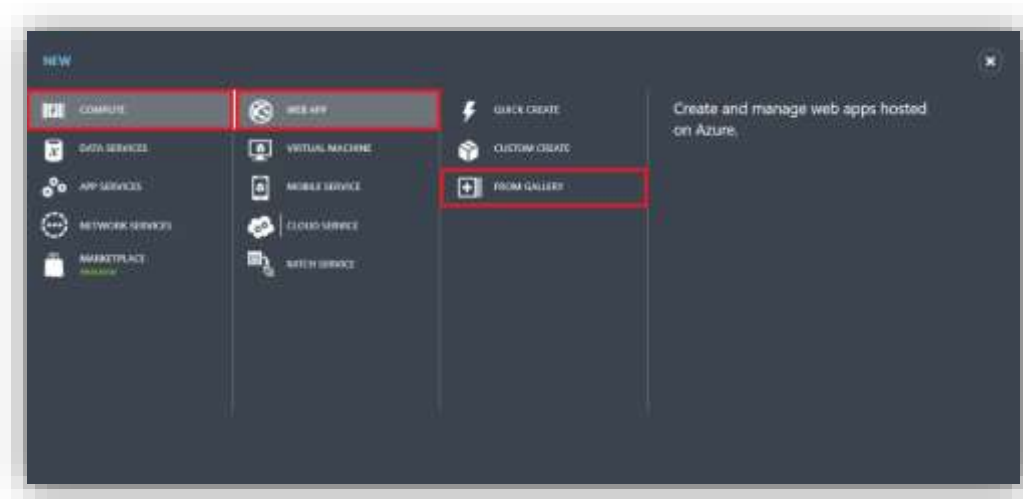 NEW
COMPUTE
DATA SERVICES
APP SERVICES
NETWORK SERVICES
MARKETPLACE
PREVIEW
WEB APP
VIRTUAL MACHINE
MOBILE SERVICE
CLOUD SERVICE
BATCH SERVICE
QUICK CREATE
CUSTOM CREATE
FROM GALLERY
Create and manage web apps hosted
on Azure.